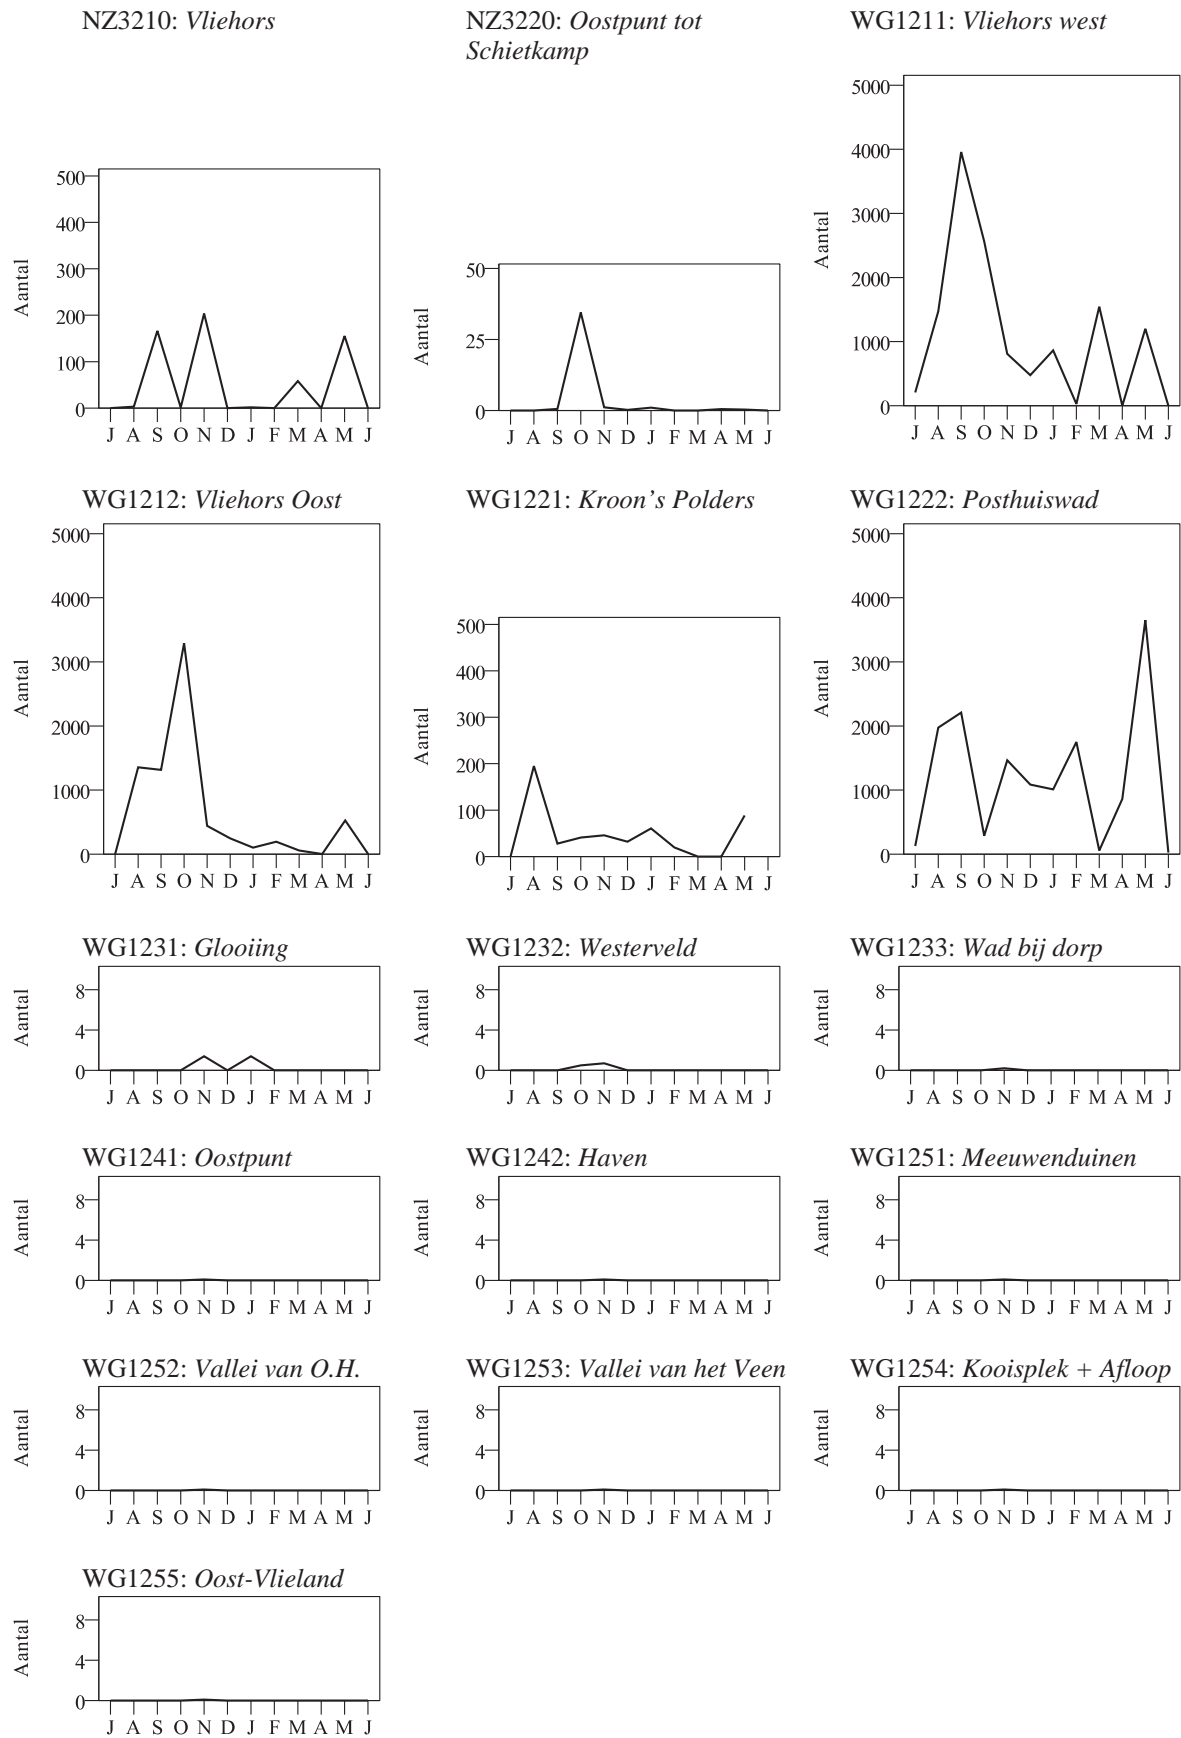 NZ3210: Vliehors
500
400
300
200
100
0
Aantal
J A S O N D J F M A M J
NZ3220: Oostpunt tot
Schietkamp
50
25
0
Aantal
J A S O N D J F M A M J
WG1211: Vliehors west
5000
4000
3000
2000
1000
0
Aantal
J A S O N D J F M A M J
WG1212: Vliehors Oost
5000
4000
3000
2000
1000
0
Aantal
J A S O N D J F M A M J
WG1221: Kroon's Polders
500
400
300
200
100
0
Aantal
J A S O N D J F M A M J
WG1222: Posthuiswad
5000
4000
3000
2000
1000
0
Aantal
J A S O N D J F M A M J
WG1231: Glooiing
8
4
0
Aantal
J A S O N D J F M A M J
WG1232: Westerveld
8
4
0
Aantal
J A S O N D J F M A M J
WG1233: Wad bij dorp
8
4
0
Aantal
J A S O N D J F M A M J
WG1241: Oostpunt
8
4
0
Aantal
J A S O N D J F M A M J
WG1242: Haven
8
4
0
Aantal
J A S O N D J F M A M J
WG1251: Meeuwenduinen
8
4
0
Aantal
J A S O N D J F M A M J
WG1252: Vallei van O.H.
8
4
0
Aantal
J A S O N D J F M A M J
WG1253: Vallei van het Veen
8
4
0
Aantal
J A S O N D J F M A M J
WG1254: Kooisplek + Afloop
8
4
0
Aantal
J A S O N D J F M A M J
WG1255: Oost-Vlieland
8
4
0
Aantal
J A S O N D J F M A M J